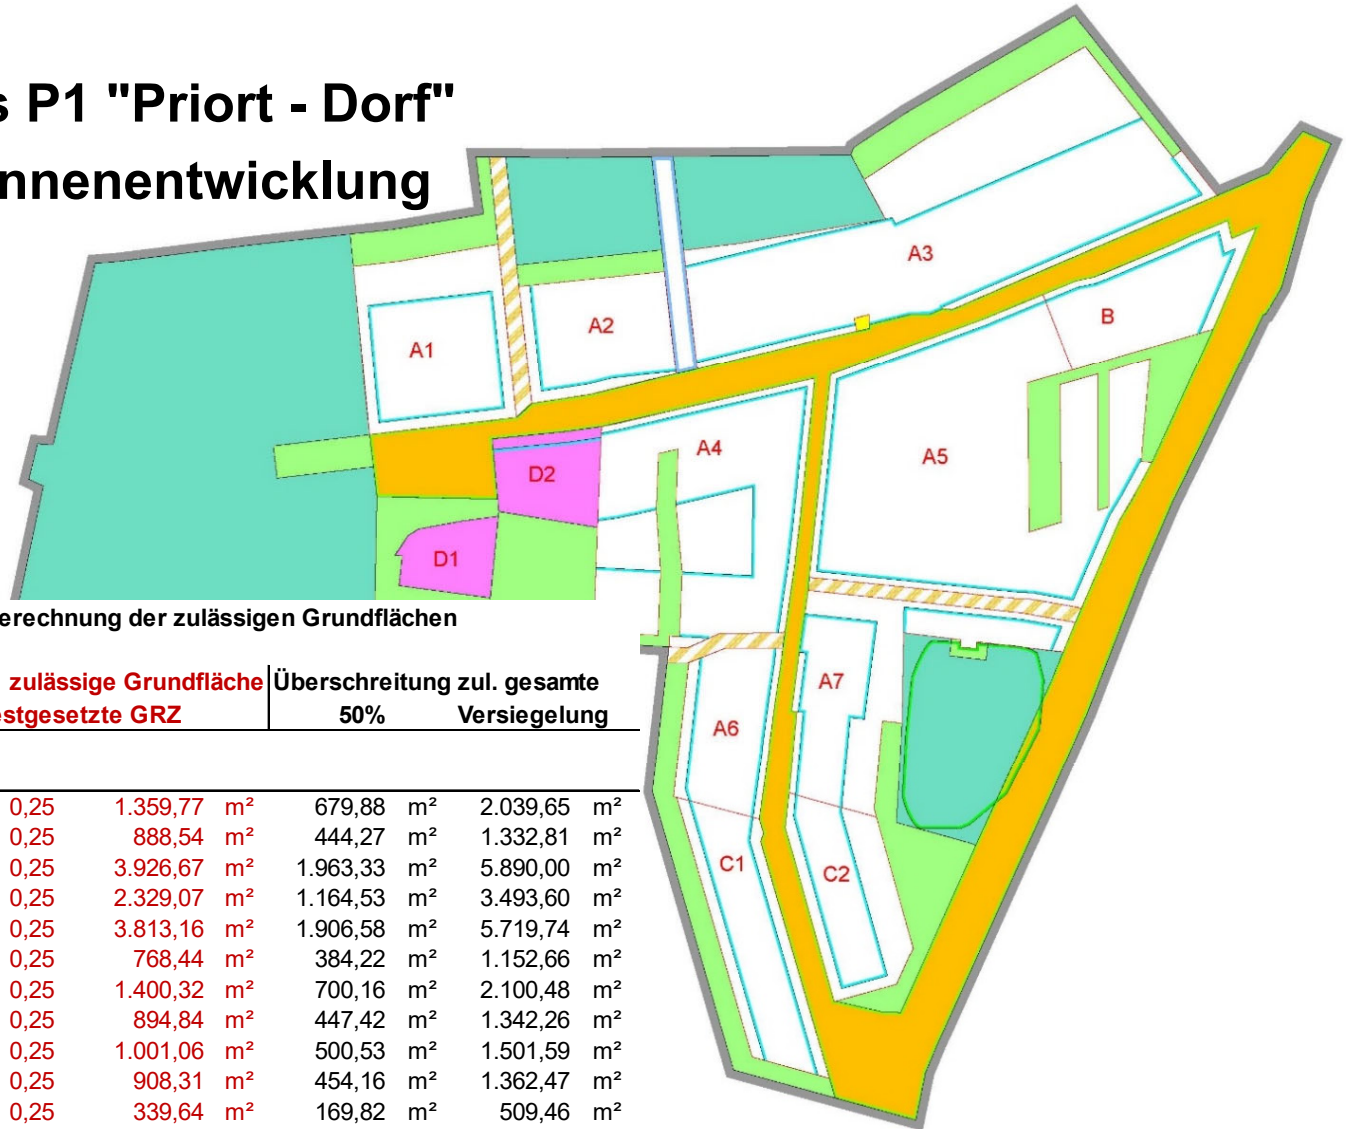 s P1 "Priort - Dorf"
nnenentwicklung
A3
B
A2
A1
A4
A5
D2
D1
erechnung der zulässigen Grundflächen
zulässige Grundfläche Überschreitung zul. gesamte
estgesetzte GRZ 50% Versiegelung
A7
A6
C1
C2
0,25 1.359,77 m² 679,88 m² 2.039,65 m²
0,25 888,54 m² 444,27 m² 1.332,81 m²
0,25 3.926,67 m² 1.963,33 m² 5.890,00 m²
0,25 2.329,07 m² 1.164,53 m² 3.493,60 m²
0,25 3.813,16 m² 1.906,58 m² 5.719,74 m²
0,25 768,44 m² 384,22 m² 1.152,66 m²
0,25 1.400,32 m² 700,16 m² 2.100,48 m²
0,25 894,84 m² 447,42 m² 1.342,26 m²
0,25 1.001,06 m² 500,53 m² 1.501,59 m²
0,25 908,31 m² 454,16 m² 1.362,47 m²
0,25 339,64 m² 169,82 m² 509,46 m²